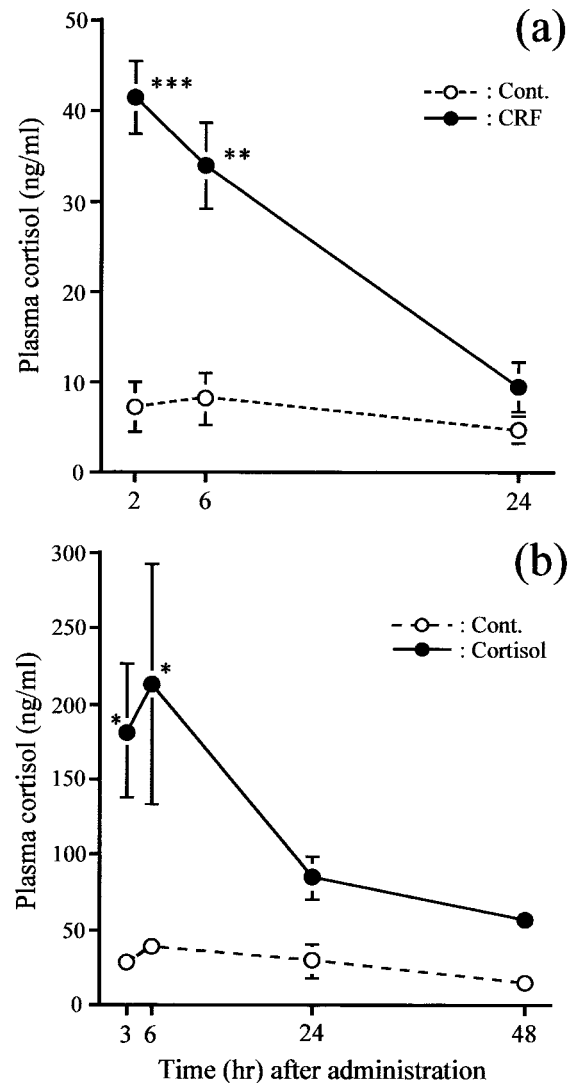 (a)
50
40
30
20
10
0
Plasma cortisol (ng/ml)
***
**
: Cont.
: CRF
2 6 24
(b)
300
250
200
150
100
50
0
Plasma cortisol (ng/ml)
*
*
: Cont.
: Cortisol
3 6 24 48
Time (hr) after administration